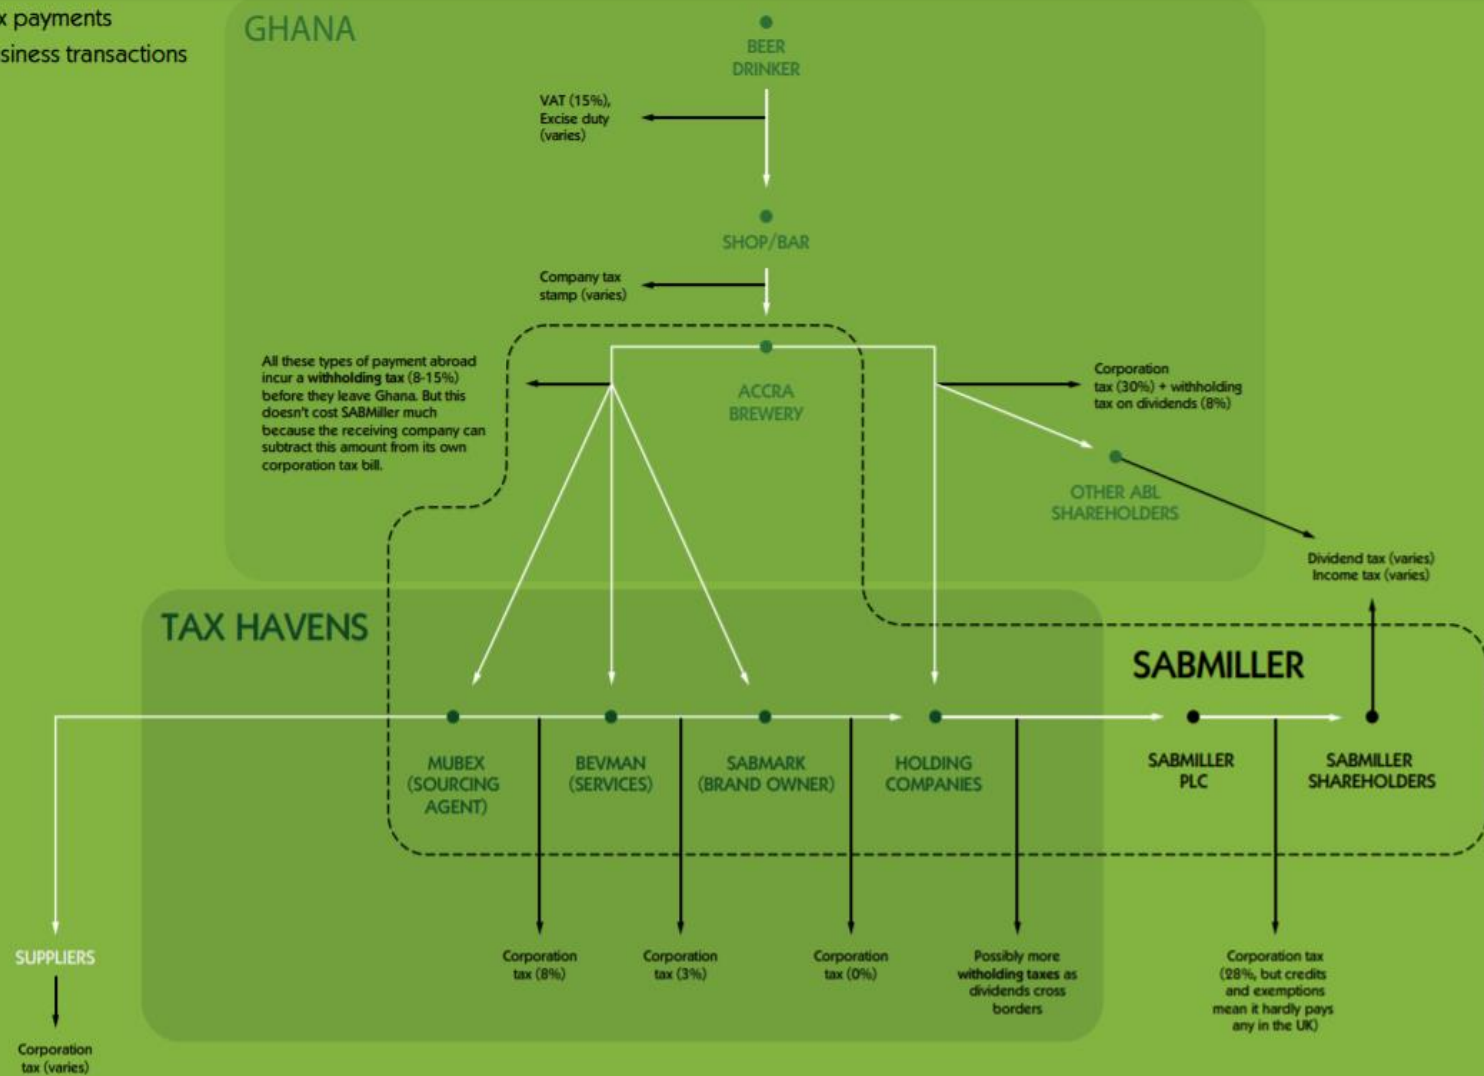 x payments
siness transactions
GHANA
BEER
DRINKER
VAT (15%),
Excise duty
(varies)
SHOP/BAR
Company tax
stamp (varies)
All these types of payment abroad
incur a withholding tax (8-15%)
before they leave Ghana. But this
doesn't cost SABMiller much
because the receiving company can
subtract this amount from its own
corporation tax bill.
ACCRA
BREWERY
Corporation
tax (30%) + withholding
tax on dividends (8%)
OTHER ABL
SHAREHOLDERS
Dividend tax (varies)
Income tax (varies)
TAX HAVENS
SABMILLER
MUBEX
(SOURCING
AGENT)
BEVMAN
(SERVICES)
SABMARK
(BRAND OWNER)
HOLDING
COMPANIES
SABMILLER
PLC
SABMILLER
SHAREHOLDERS
SUPPLIERS
Corporation
tax (varies)
Corporation
tax (8%)
Corporation
tax (3%)
Corporation
tax (0%)
Possibly more
witholding taxes as
dividends cross
borders
Corporation tax
(28%, but credits
and exemptions
mean it hardly pays
any in the UK)